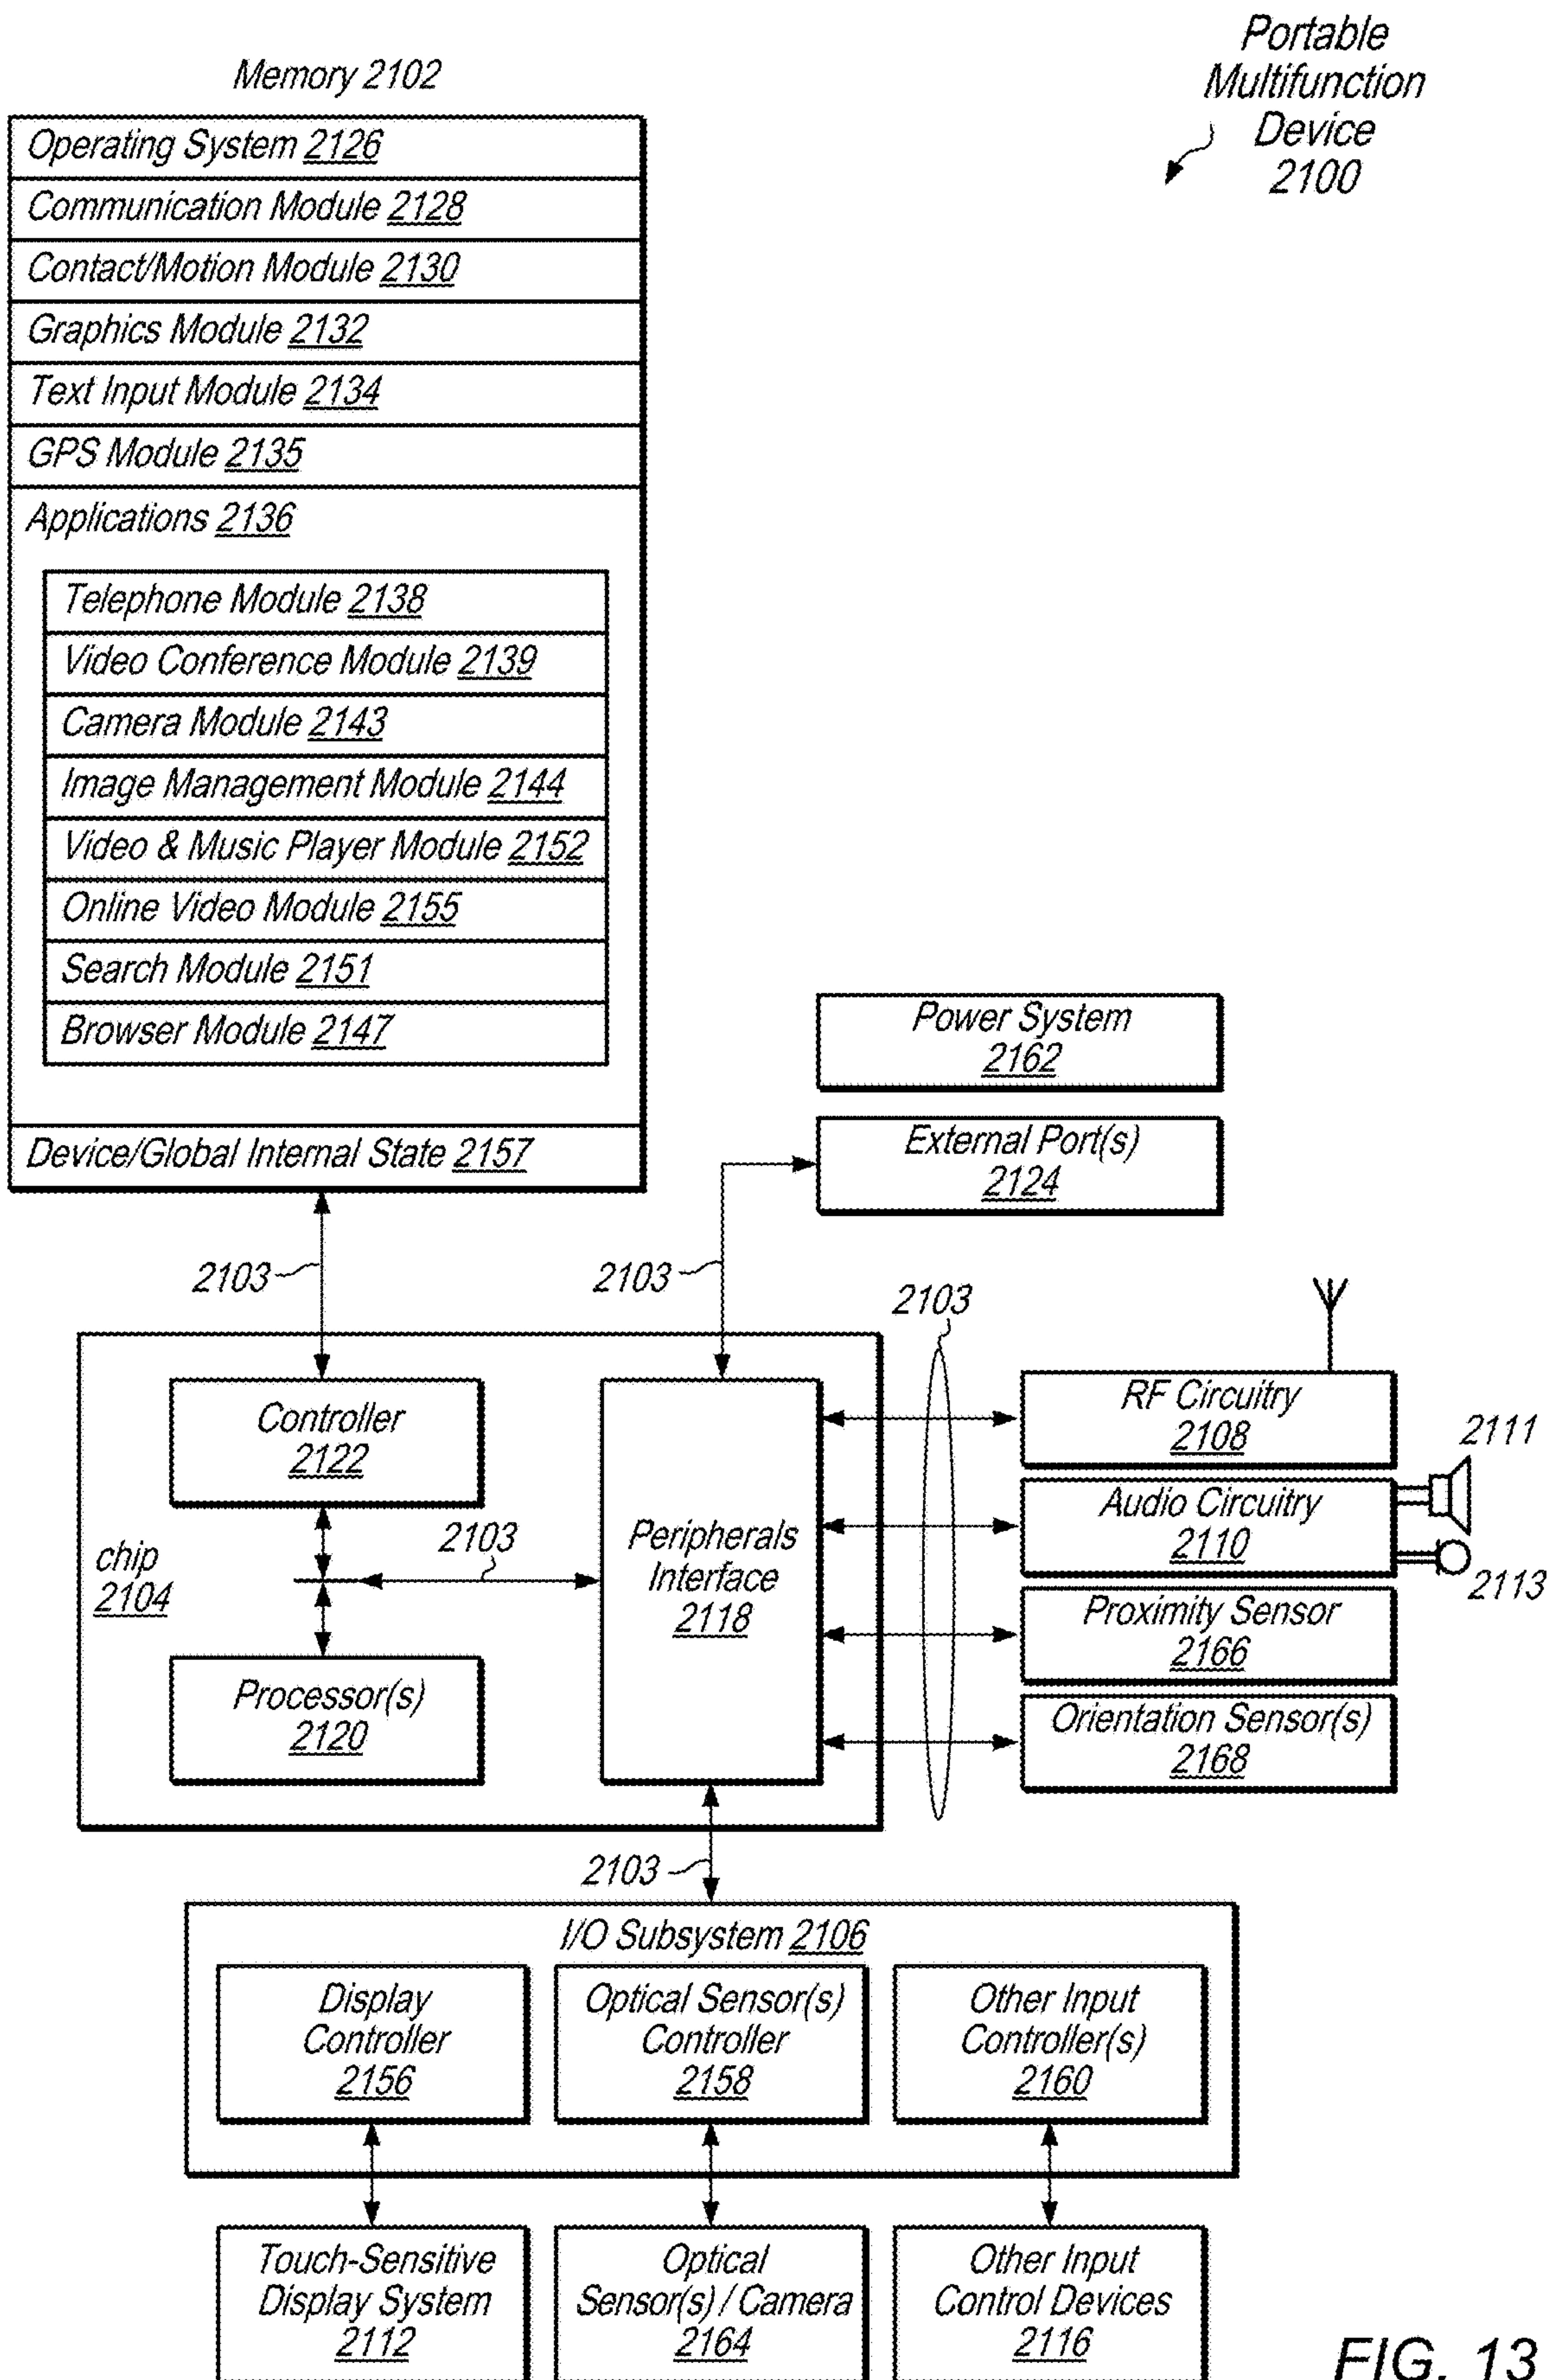 Portable
Multifunction
Device
2100
Memory 2102
Operating System 2126
Communication Module 2128
Contact/Motion Module 2130
Graphics Module 2132
Text Input Module 2134
GPS Module 2135
Applications 2136
Telephone Module 2138
Video Conference Module 2139
Camera Module 2143
Image Management Module 2144
Video & Music Player Module 2152
Online Video Module 2155
Search Module 2151
Browser Module 2147
Device/Global Internal State 2157
Power System
2162
External Port(s)
2124
2103
2103
2103
Controller
2122
chip
2104
2103
Processor(s)
2120
Peripherals
Interface
2118
RF Circuitry
2108
Audio Circuitry
2110
2111
2113
Proximity Sensor
2166
Orientation Sensor(s)
2168
2103
I/O Subsystem 2106
Display
Controller
2156
Optical Sensor(s)
Controller
2158
Other Input
Controller(s)
2160
Touch-Sensitive
Display System
2112
Optical
Sensor(s) / Camera
2164
Other Input
Control Devices
2116
FIG. 13